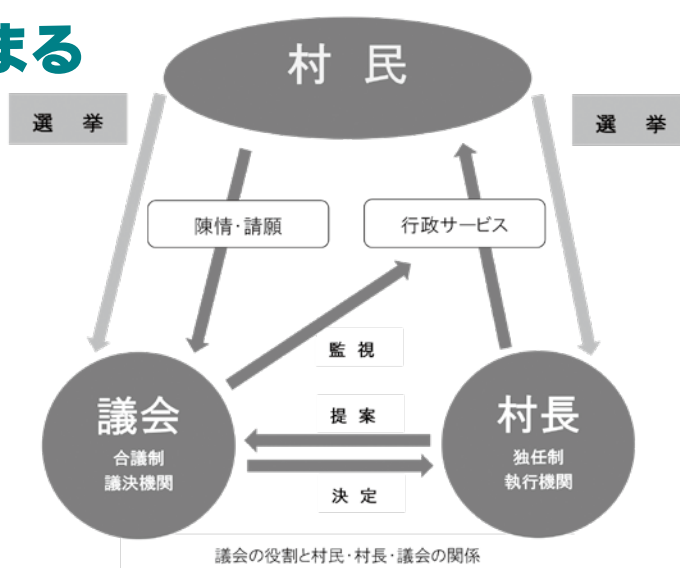 まる
村 民
選 挙
選 挙
陳情・請願
行政サービス
監 視
議会
合議制
議決機関
提 案
決 定
村長
独任制
執行機関
議会の役割と村民・村長・議会の関係